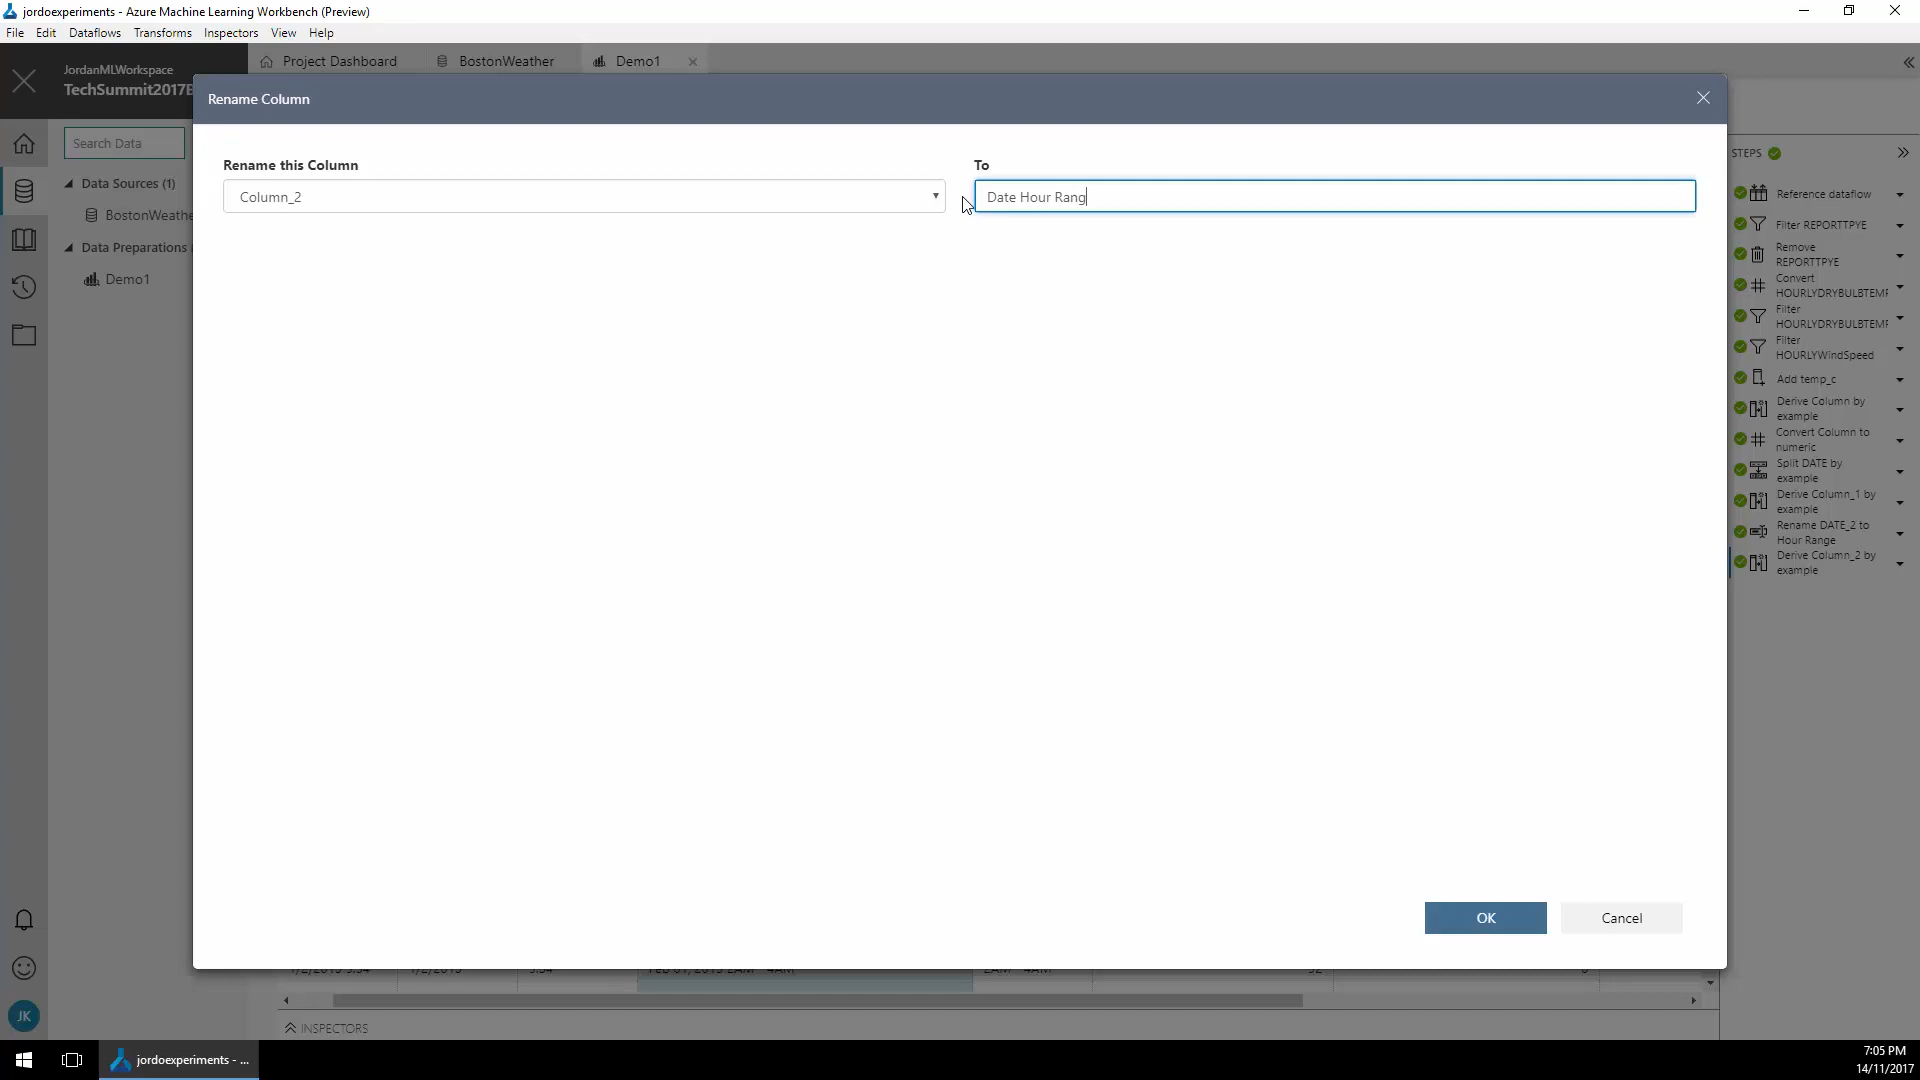 jordoexperiments - Azure Machine Learning Workbench (Preview)
File Edit Dataflows Transforms Inspectors View Help
JordanMLWorkspace
TechSummit2017B
Project Dashboard
BostonWeather
Demo1
Rename Column
Search Data
Data Sources (1)
BostonWeathe
Data Preparations
Demo1
Rename this Column
Column_2
To
Date Hour Rang
OK
Cancel
STEPS
Reference dataflow
Filter REPORTTPYE
Remove
REPORTTPYE
Convert
HOURLYDRYBULBTEMF
Filter
HOURLYDRYBULBTEMF
Filter
HOURLYWindSpeed
Add temp_c
Derive Column by
example
Convert Column to
numeric
Split DATE by
example
Derive Column_1 by
example
Rename DATE_2 to
Hour Range
Derive Column_2 by
example
INSPECTORS
JK
jordoexperiments - ...
7:05 PM
14/11/2017